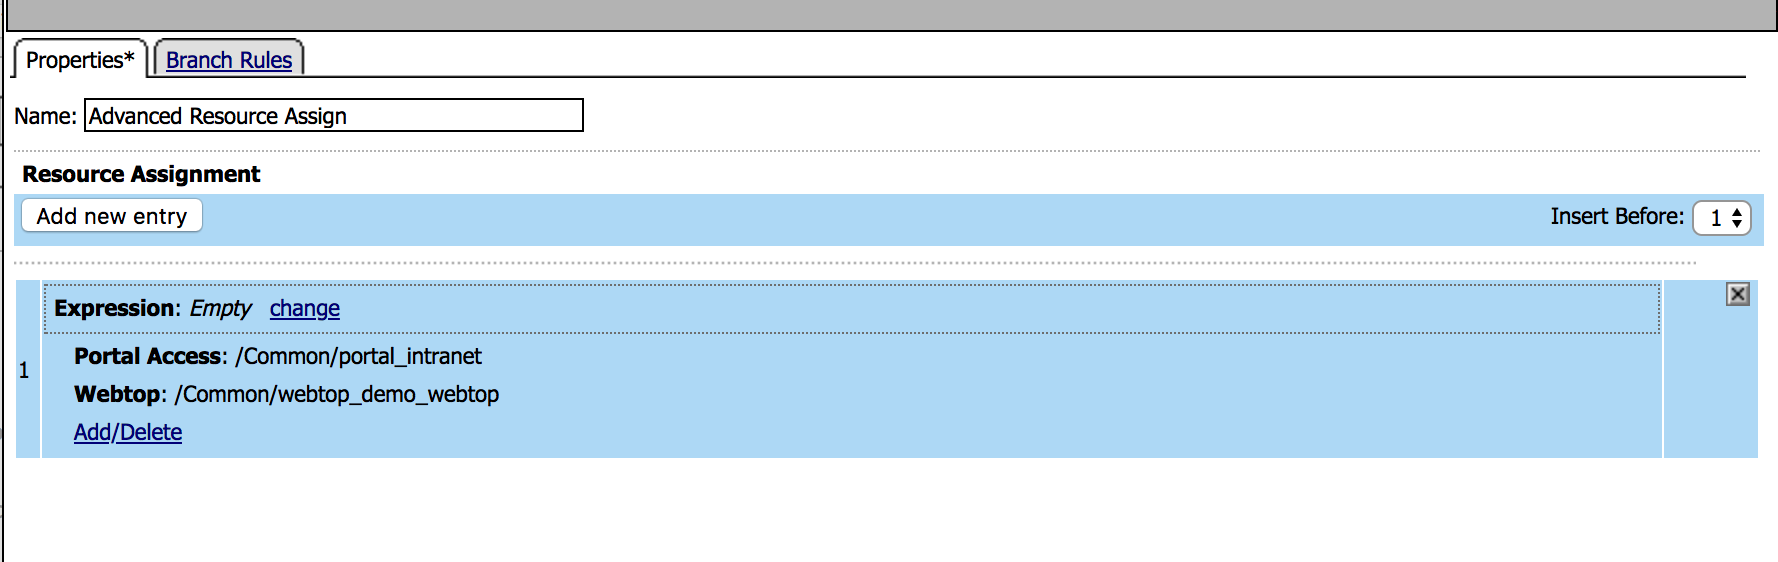 Properties* Branch Rules
Name: Advanced Resource Assign
Resource Assignment
Add new entry Insert Before: 1
Expression: Empty change
1
Portal Access: /Common/portal_intranet
Webtop: /Common/webtop_demo_webtop
Add/Delete